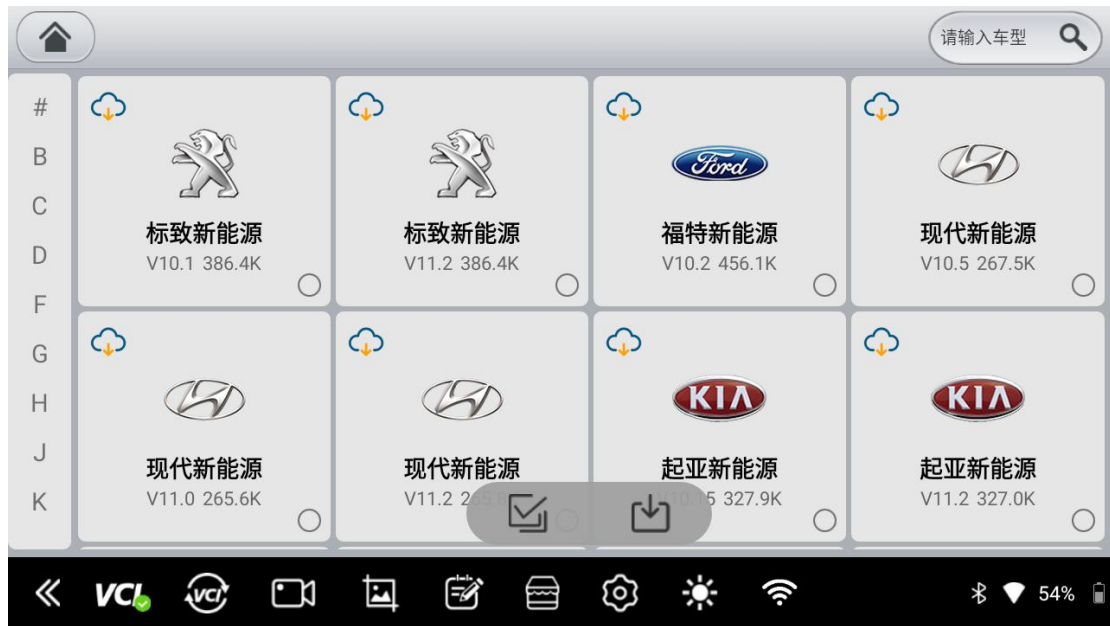 请输入车型
#
B
C
D
F
G
H
J
K
标致新能源
V10.1 386.4K
标致新能源
V11.2 386.4K
Ford
福特新能源
V10.2 456.1K
现代新能源
V10.5 267.5K
现代新能源
V11.0 265.6K
现代新能源
V11.2
KIA
起亚新能源
V10.15 327.9K
KIA
起亚新能源
V11.2 327.0K
VCI
VCI
54%